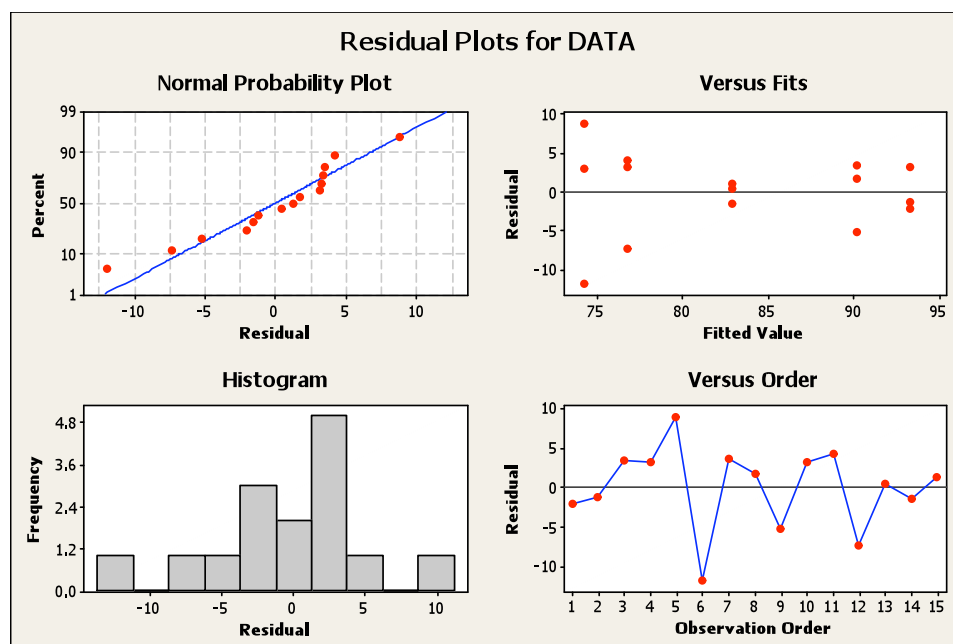 Residual Plots for DATA
Normal Probability Plot
99
90
50
10
1
Percent
-10 -5 0 5 10
Residual
Versus Fits
10
5
0
-5
-10
Residual
75 80 85 90 95
Fitted Value
Histogram
4.8
3.6
2.4
1.2
0.0
Frequency
-10 -5 0 5 10
Residual
Versus Order
10
5
0
-5
-10
Residual
1 2 3 4 5 6 7 8 9 10 11 12 13 14 15
Observation Order